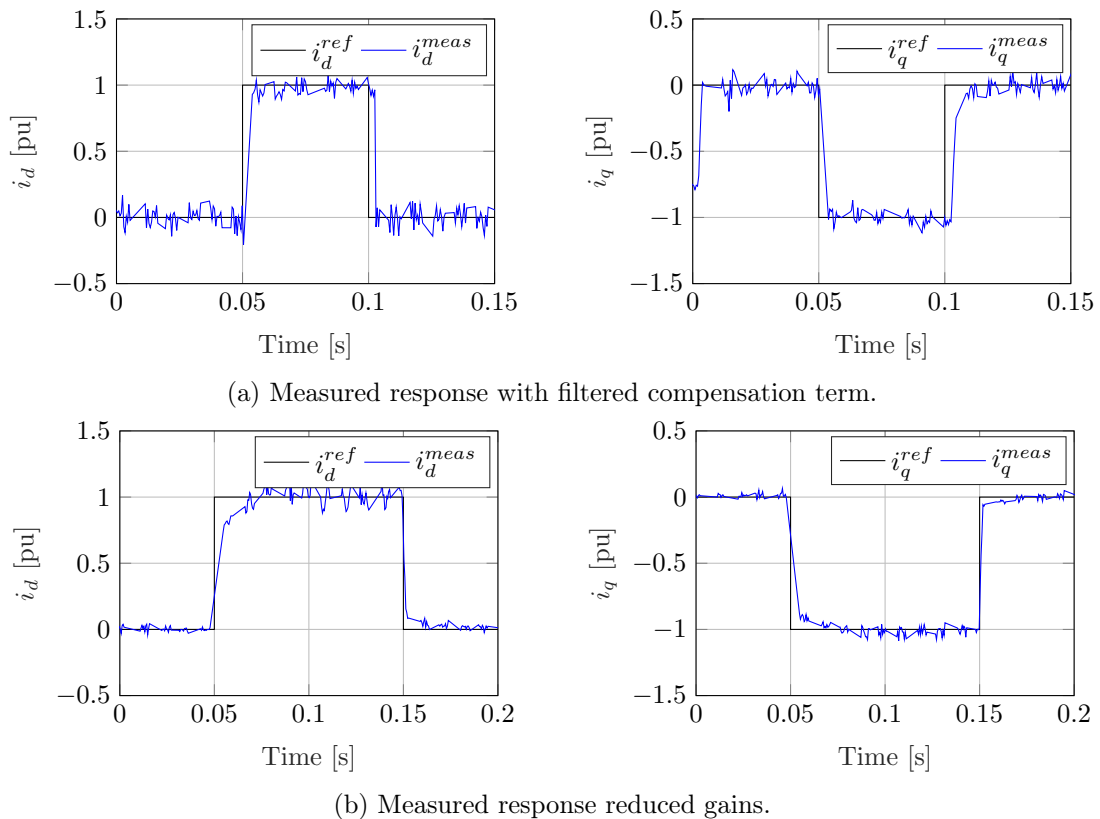 1.5
1
0.5
0
−0.5
i_d [pu]
i_d^{ref} i_d^{meas}
0 0.05 0.1 0.15
Time [s]
0.5
0
−0.5
−1
−1.5
i_q [pu]
i_q^{ref} i_q^{meas}
0 0.05 0.1 0.15
Time [s]
(a) Measured response with filtered compensation term.
1.5
1
0.5
0
−0.5
i_d [pu]
i_d^{ref} i_d^{meas}
0 0.05 0.1 0.15 0.2
Time [s]
0.5
0
−0.5
−1
−1.5
i_q [pu]
i_q^{ref} i_q^{meas}
0 0.05 0.1 0.15 0.2
Time [s]
(b) Measured response reduced gains.